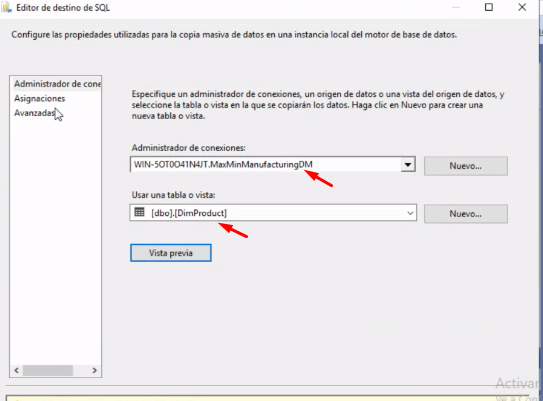 Editor de destino de SQL
Configure las propiedades utilizadas para la copia masiva de datos en una instancia local del motor de base de datos.
Administrador de cone
Asignaciones
Avanzadas
Especifique un administrador de conexiones, un origen de datos o una vista del origen de datos, y
seleccione la tabla o vista en la que se copiarán los datos. Haga clic en Nuevo para crear una
nueva tabla o vista.
Administrador de conexiones:
WIN-5OT0O41N4JT.MaxMinManufacturingDM
Nuevo...
Usar una tabla o vista:
[dbo].[DimProduct]
Nuevo...
Vista previa
Activar